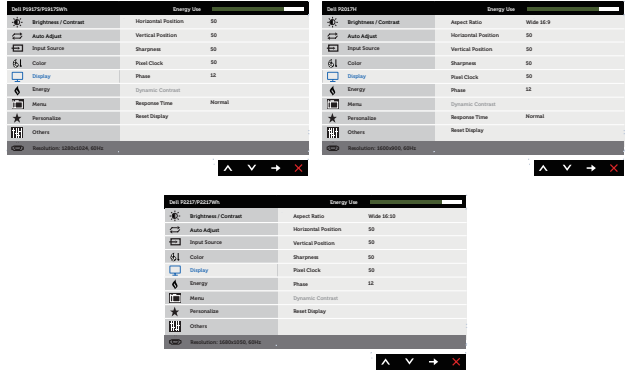 Dell P1917S/P1917SWh Energy Use
Brightness / Contrast Horizontal Position 50
Auto Adjust Vertical Position 50
Input Source Sharpness 50
Color Pixel Clock 50
Display Phase 12
Energy Dynamic Contrast
Menu Response Time Normal
Personalize Reset Display
Others
Resolution: 1280x1024, 60Hz
Dell P2017H Energy Use
Brightness / Contrast Aspect Ratio Wide 16:9
Auto Adjust Horizontal Position 50
Input Source Vertical Position 50
Color Sharpness 50
Display Pixel Clock 50
Energy Phase 12
Menu Dynamic Contrast
Personalize Response Time Normal
Others Reset Display
Resolution: 1600x900, 60Hz
Dell P2217/P2217Wh Energy Use
Brightness / Contrast Aspect Ratio Wide 16:10
Auto Adjust Horizontal Position 50
Input Source Vertical Position 50
Color Sharpness 50
Display Pixel Clock 50
Energy Phase 12
Menu Dynamic Contrast
Personalize Reset Display
Others
Resolution: 1680x1050, 60Hz